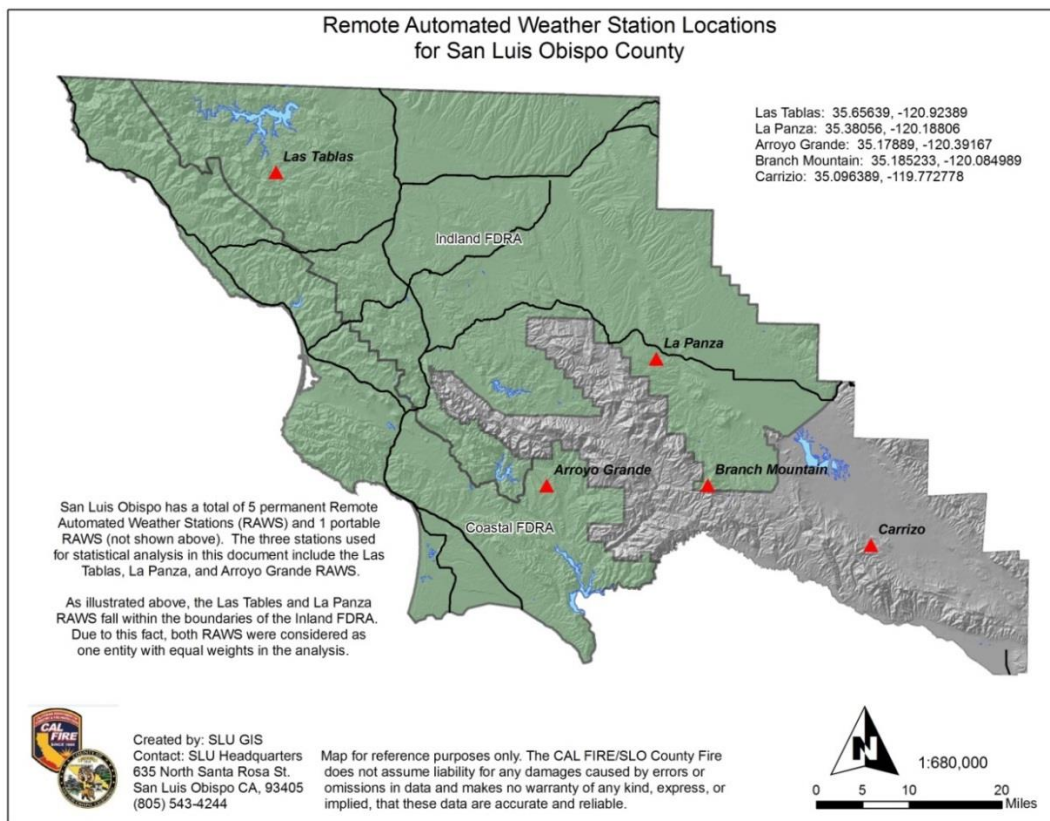 Remote Automated Weather Station Locations
for San Luis Obispo County
Las Tablas: 35.65639, -120.92389
La Panza: 35.38056, -120.18806
Arroyo Grande: 35.17889, -120.39167
Branch Mountain: 35.185233, -120.084989
Carrizio: 35.096389, -119.772778
Las Tablas
Indland FDRA
La Panza
Arroyo Grande
Branch Mountain
Coastal FDRA
Carrizo
San Luis Obispo has a total of 5 permanent Remote
Automated Weather Stations (RAWS) and 1 portable
RAWS (not shown above). The three stations used
for statistical analysis in this document include the Las
Tablas, La Panza, and Arroyo Grande RAWS.
As illustrated above, the Las Tables and La Panza
RAWS fall within the boundaries of the Inland FDRA.
Due to this fact, both RAWS were considered as
one entity with equal weights in the analysis.
CAL
FIRE
SINCE 1885
Created by: SLU GIS
Contact: SLU Headquarters
635 North Santa Rosa St.
San Luis Obispo CA, 93405
(805) 543-4244
Map for reference purposes only. The CAL FIRE/SLO County Fire
does not assume liability for any damages caused by errors or
omissions in data and makes no warranty of any kind, express, or
implied, that these data are accurate and reliable.
N
1:680,000
0 5 10 20
Miles